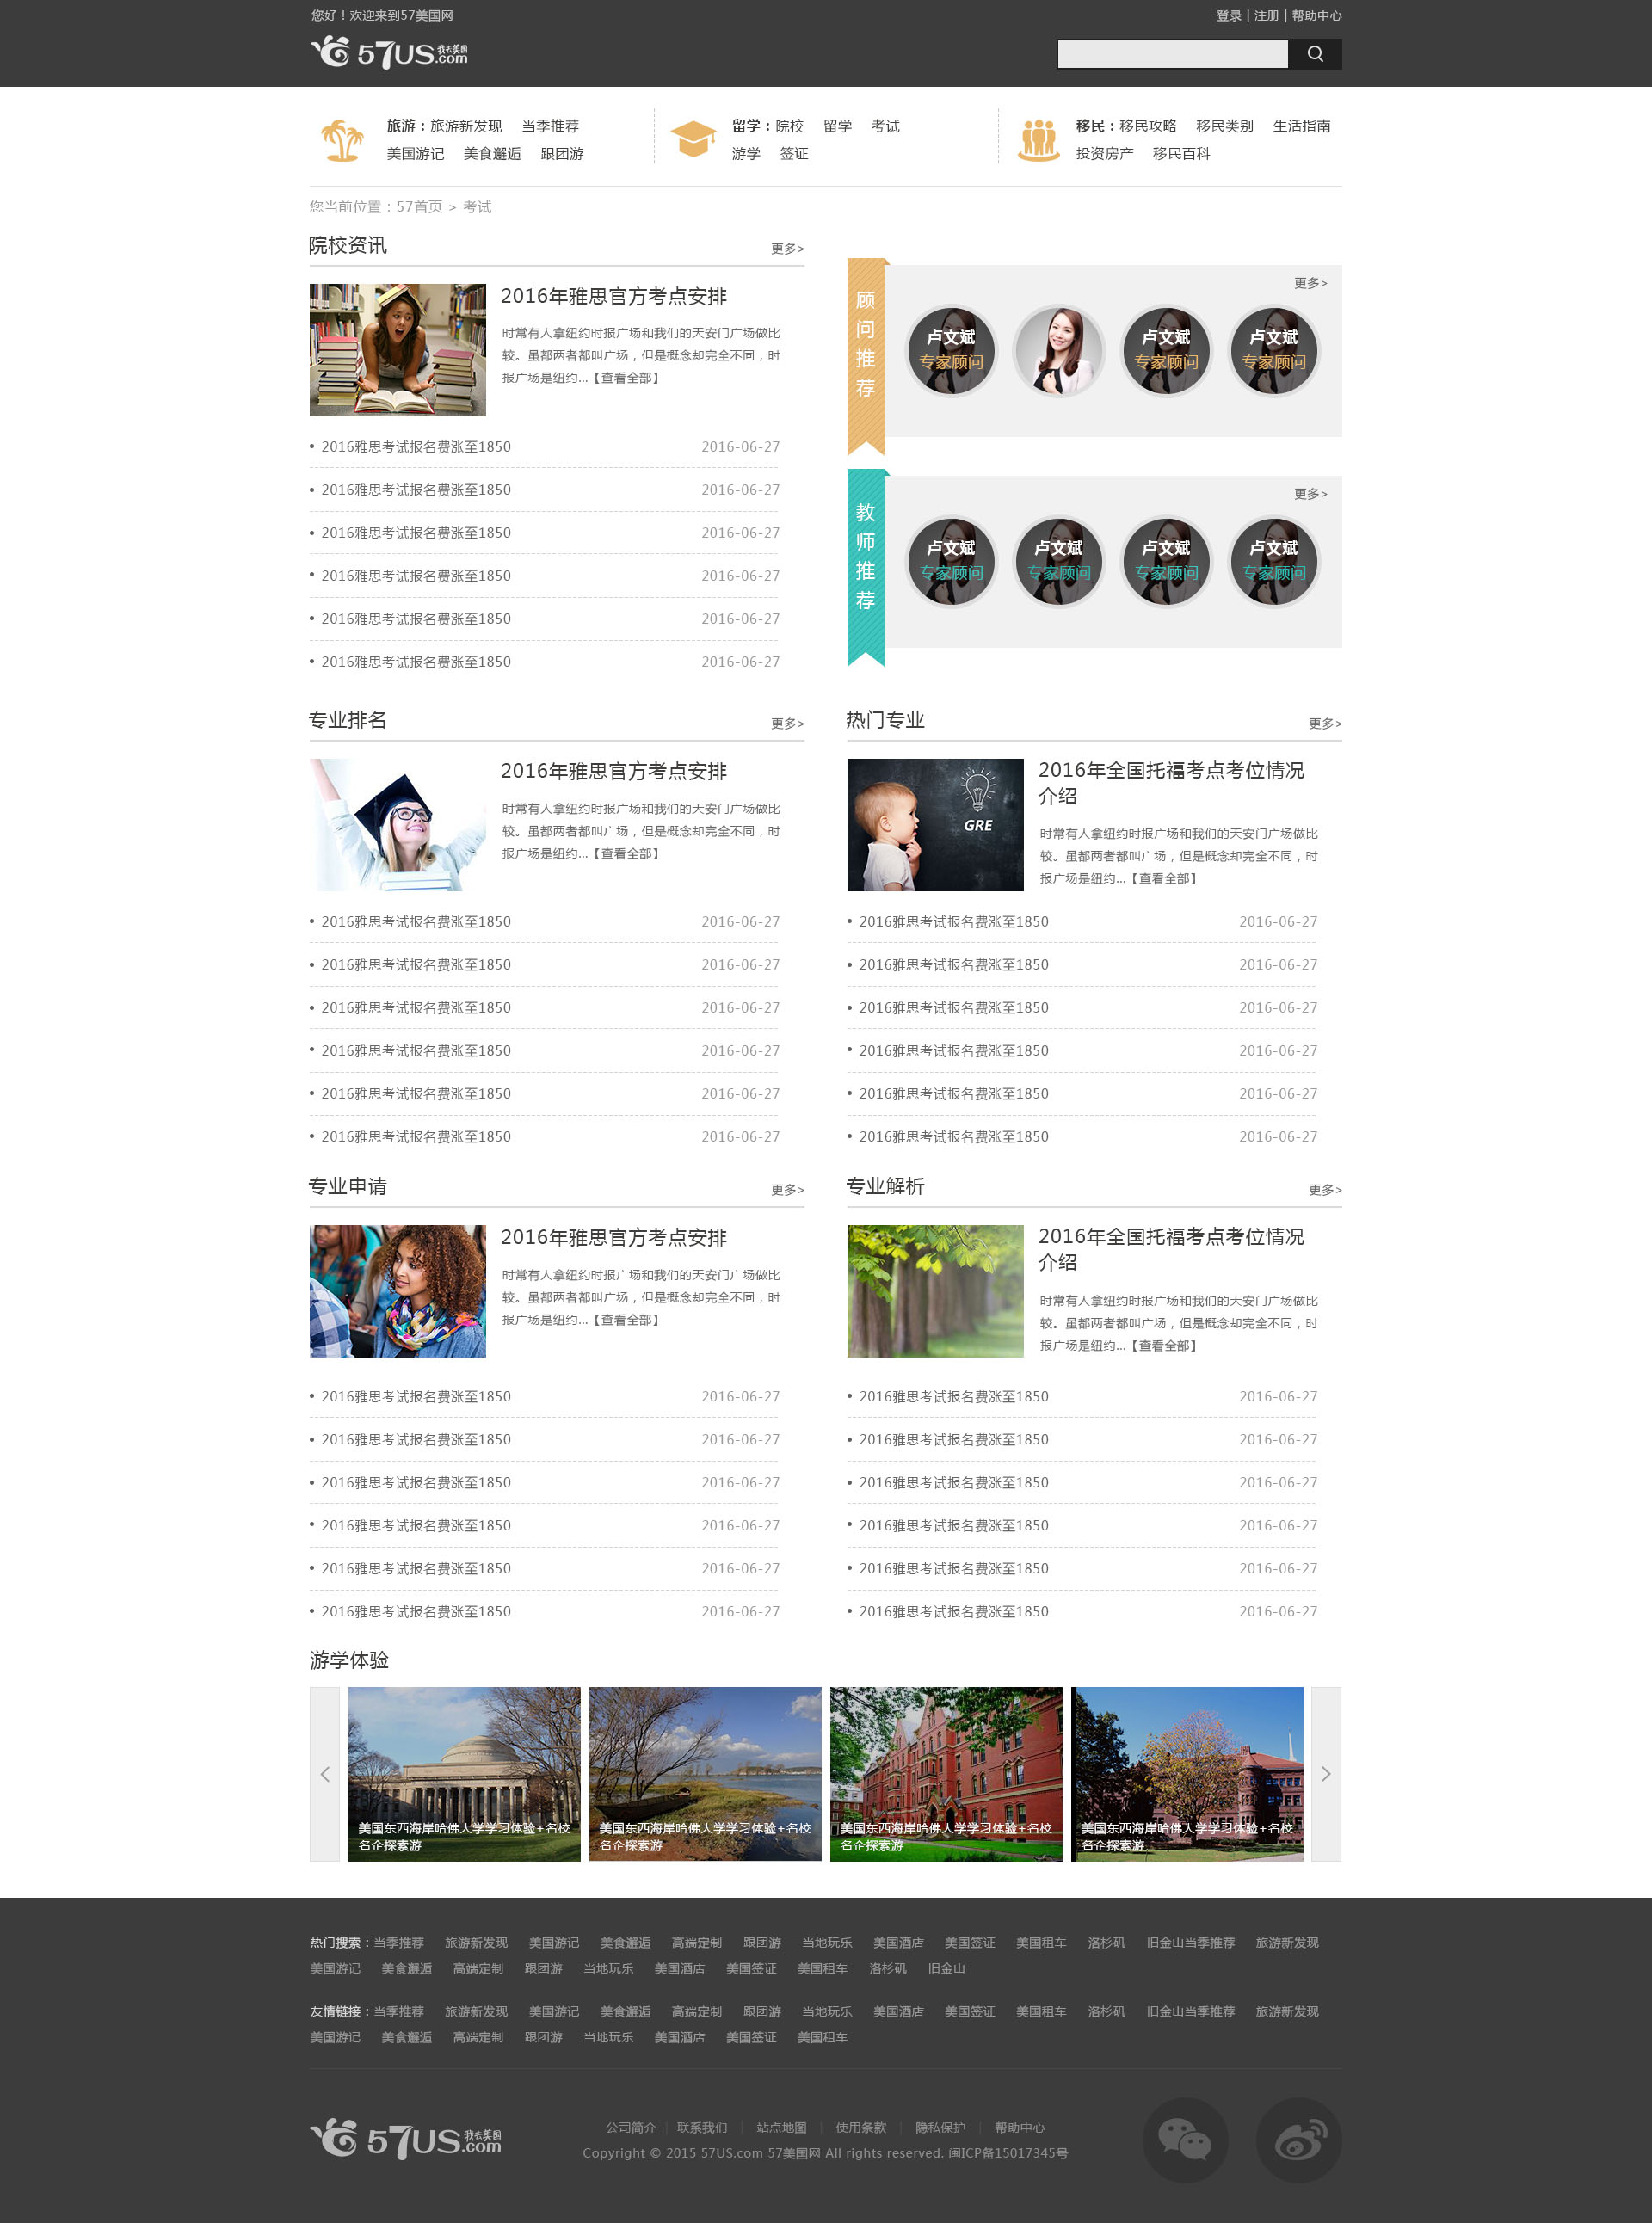 您好！欢迎来到57美国网
登录 | 注册 | 帮助中心
57US.com 我去美国
旅游：旅游新发现 当季推荐
美国游记 美食邂逅 跟团游
留学：院校 留学 考试
游学 签证
移民：移民攻略 移民类别 生活指南
投资房产 移民百科
您当前位置：57首页 > 考试
院校资讯
更多>
2016年雅思官方考点安排
时常有人拿纽约时报广场和我们的天安门广场做比
较。虽都两者都叫广场，但是概念却完全不同，时
报广场是纽约...【查看全部】
2016雅思考试报名费涨至1850 2016-06-27
2016雅思考试报名费涨至1850 2016-06-27
2016雅思考试报名费涨至1850 2016-06-27
2016雅思考试报名费涨至1850 2016-06-27
2016雅思考试报名费涨至1850 2016-06-27
2016雅思考试报名费涨至1850 2016-06-27
顾问推荐
更多>
卢文斌
专家顾问
卢文斌
专家顾问
卢文斌
专家顾问
教师推荐
更多>
卢文斌
专家顾问
卢文斌
专家顾问
卢文斌
专家顾问
卢文斌
专家顾问
专业排名
更多>
2016年雅思官方考点安排
时常有人拿纽约时报广场和我们的天安门广场做比
较。虽都两者都叫广场，但是概念却完全不同，时
报广场是纽约...【查看全部】
2016雅思考试报名费涨至1850 2016-06-27
2016雅思考试报名费涨至1850 2016-06-27
2016雅思考试报名费涨至1850 2016-06-27
2016雅思考试报名费涨至1850 2016-06-27
2016雅思考试报名费涨至1850 2016-06-27
2016雅思考试报名费涨至1850 2016-06-27
热门专业
更多>
GRE
2016年全国托福考点考位情况
介绍
时常有人拿纽约时报广场和我们的天安门广场做比
较。虽都两者都叫广场，但是概念却完全不同，时
报广场是纽约...【查看全部】
2016雅思考试报名费涨至1850 2016-06-27
2016雅思考试报名费涨至1850 2016-06-27
2016雅思考试报名费涨至1850 2016-06-27
2016雅思考试报名费涨至1850 2016-06-27
2016雅思考试报名费涨至1850 2016-06-27
2016雅思考试报名费涨至1850 2016-06-27
专业申请
更多>
2016年雅思官方考点安排
时常有人拿纽约时报广场和我们的天安门广场做比
较。虽都两者都叫广场，但是概念却完全不同，时
报广场是纽约...【查看全部】
2016雅思考试报名费涨至1850 2016-06-27
2016雅思考试报名费涨至1850 2016-06-27
2016雅思考试报名费涨至1850 2016-06-27
2016雅思考试报名费涨至1850 2016-06-27
2016雅思考试报名费涨至1850 2016-06-27
2016雅思考试报名费涨至1850 2016-06-27
专业解析
更多>
2016年全国托福考点考位情况
介绍
时常有人拿纽约时报广场和我们的天安门广场做比
较。虽都两者都叫广场，但是概念却完全不同，时
报广场是纽约...【查看全部】
2016雅思考试报名费涨至1850 2016-06-27
2016雅思考试报名费涨至1850 2016-06-27
2016雅思考试报名费涨至1850 2016-06-27
2016雅思考试报名费涨至1850 2016-06-27
2016雅思考试报名费涨至1850 2016-06-27
2016雅思考试报名费涨至1850 2016-06-27
游学体验
美国东西海岸哈佛大学学习体验+名校
名企探索游
美国东西海岸哈佛大学学习体验+名校
名企探索游
美国东西海岸哈佛大学学习体验+名校
名企探索游
美国东西海岸哈佛大学学习体验+名校
名企探索游
热门搜索：当季推荐 旅游新发现 美国游记 美食邂逅 高端定制 跟团游 当地玩乐 美国酒店 美国签证 美国租车 洛杉矶 旧金山当季推荐 旅游新发现
美国游记 美食邂逅 高端定制 跟团游 当地玩乐 美国酒店 美国签证 美国租车 洛杉矶 旧金山
友情链接：当季推荐 旅游新发现 美国游记 美食邂逅 高端定制 跟团游 当地玩乐 美国酒店 美国签证 美国租车 洛杉矶 旧金山当季推荐 旅游新发现
美国游记 美食邂逅 高端定制 跟团游 当地玩乐 美国酒店 美国签证 美国租车
57US.com 我去美国
公司简介 | 联系我们 | 站点地图 | 使用条款 | 隐私保护 | 帮助中心
Copyright © 2015 57US.com 57美国网 All rights reserved. 闽ICP备15017345号